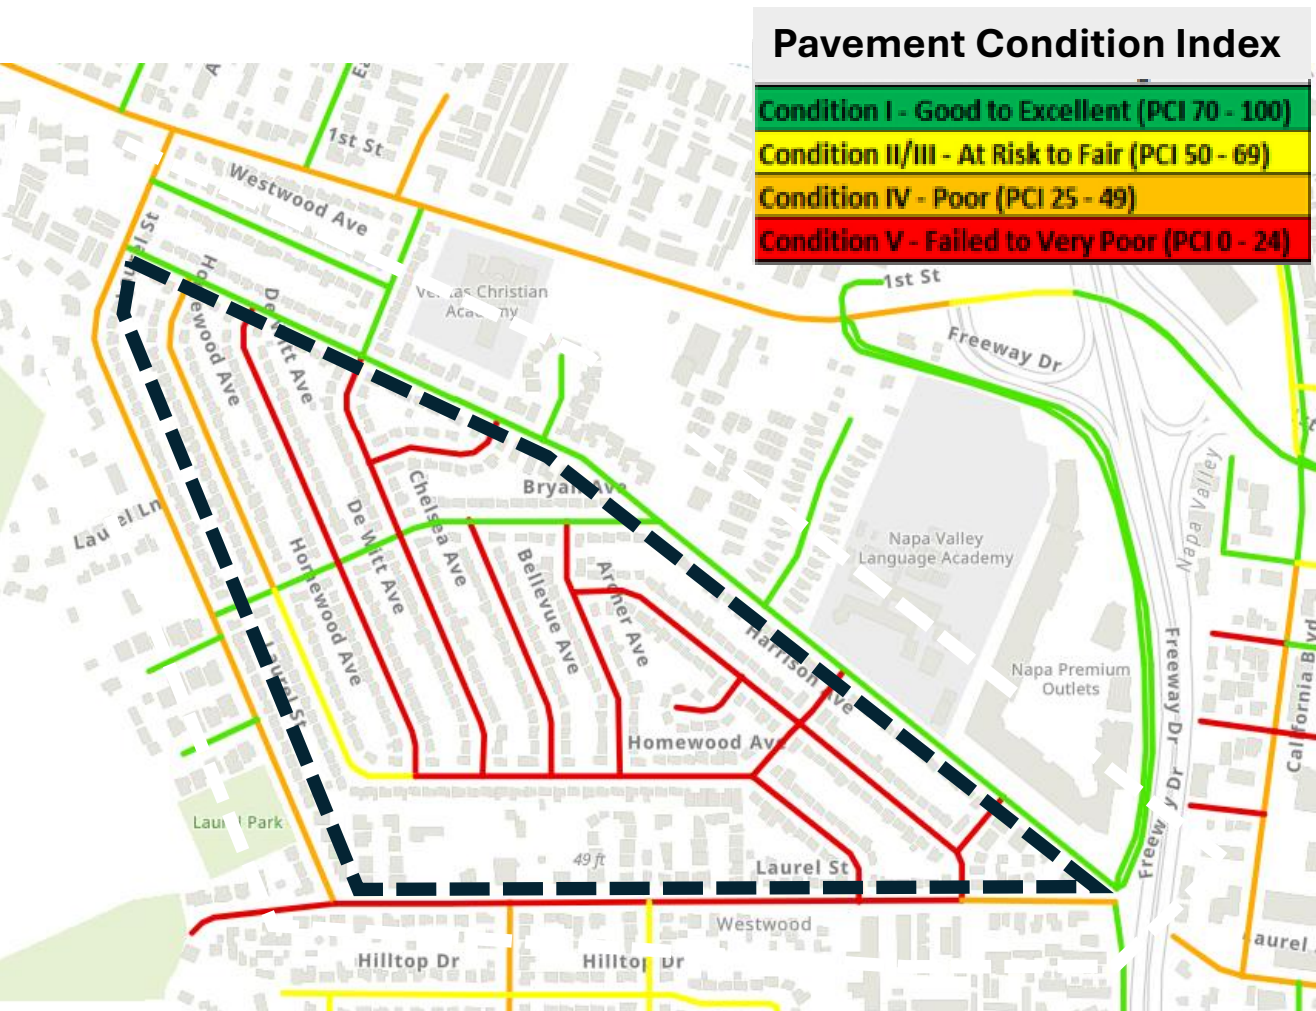 Pavement Condition Index
Condition I - Good to Excellent (PCI 70 - 100)
Condition II/III - At Risk to Fair (PCI 50 - 69)
Condition IV - Poor (PCI 25 - 49)
Condition V - Failed to Very Poor (PCI 0 - 24)
1st St
Westwood Ave
1st St
Freeway Dr
Christian
De Witt Ave
Bryan Ave
Chelsea Ave
De Witt Ave
Homewood Ave
Bellevue Ave
Archer Ave
Napa Valley
Language Academy
Napa Valley
Harrison Ave
Napa Premium
Outlets
Freeway Dr
Laurel St
Homewood Ave
California Blvd
Park
49 ft
Laurel St
Westwood
Hilltop Dr
Hilltop Dr